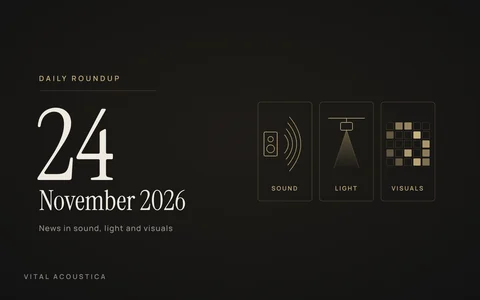 DAILY ROUNDUP
24
November 2026
News in sound, light and visuals
SOUND
LIGHT
VISUALS
VITAL ACOUSTICA